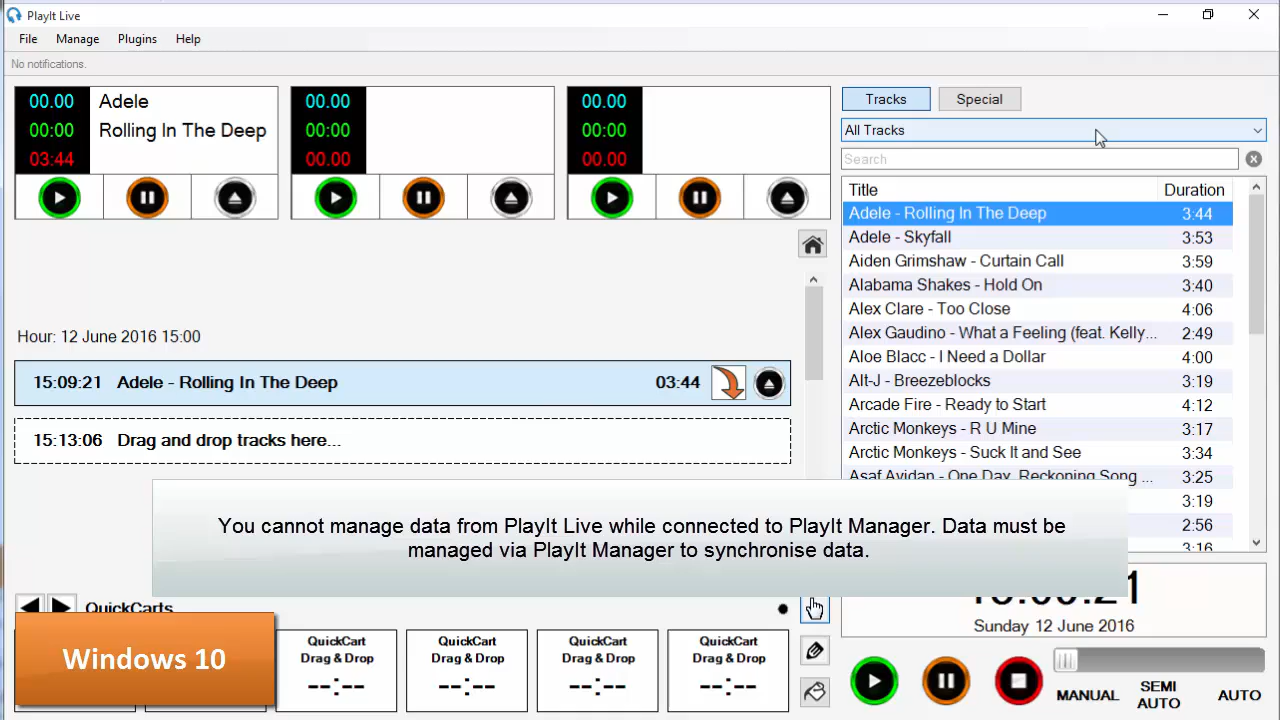 PlayIt Live
File Manage Plugins Help
No notifications.
00.00 Adele
00:00 Rolling In The Deep
03:44
00.00
00:00
00.00
00.00
00:00
00.00
Tracks Special
All Tracks
Search
Title Duration
Adele - Rolling In The Deep 3:44
Adele - Skyfall 3:53
Aiden Grimshaw - Curtain Call 3:59
Alabama Shakes - Hold On 3:40
Alex Clare - Too Close 4:06
Alex Gaudino - What a Feeling (feat. Kelly... 2:49
Aloe Blacc - I Need a Dollar 4:00
Alt-J - Breezeblocks 3:19
Arcade Fire - Ready to Start 4:12
Arctic Monkeys - R U Mine 3:17
Arctic Monkeys - Suck It and See 3:34
Asaf Avidan - One Day, Reckoning Song ... 3:25
3:19
2:56
3:16
Hour: 12 June 2016 15:00
15:09:21 Adele - Rolling In The Deep 03:44
15:13:06 Drag and drop tracks here...
You cannot manage data from PlayIt Live while connected to PlayIt Manager. Data must be
managed via PlayIt Manager to synchronise data.
QuickCarts
Windows 10
QuickCart
Drag & Drop
--:--
QuickCart
Drag & Drop
--:--
QuickCart
Drag & Drop
--:--
QuickCart
Drag & Drop
--:--
Sunday 12 June 2016
MANUAL
SEMI
AUTO
AUTO